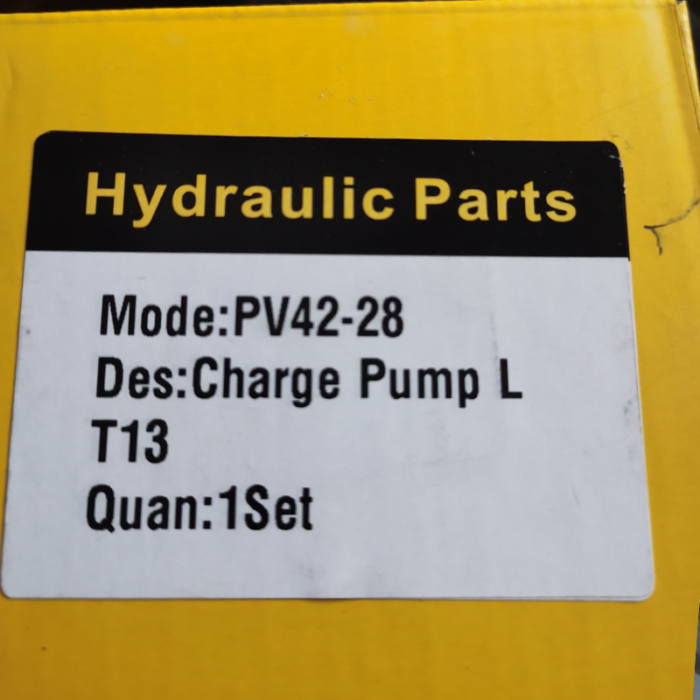 Hydraulic Parts
Mode:PV42-28
Des:Charge Pump L
T13
Quan:1Set